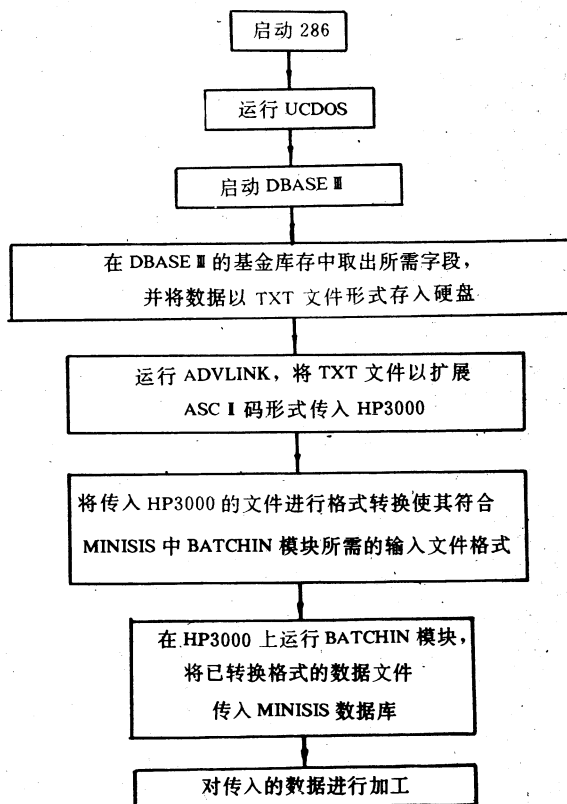 启动 286
运行 UCDOS
启动 DBASE Ⅲ
在 DBASE Ⅲ 的基金库存中取出所需字段，
并将数据以 TXT 文件形式存入硬盘
运行 ADVLINK，将 TXT 文件以扩展
ASC Ⅱ 码形式传入 HP3000
将传入 HP3000 的文件进行格式转换使其符合
MINISIS 中 BATCHIN 模块所需的输入文件格式
在 HP3000 上运行 BATCHIN 模块，
将已转换格式的数据文件
传入 MINISIS 数据库
对传入的数据进行加工